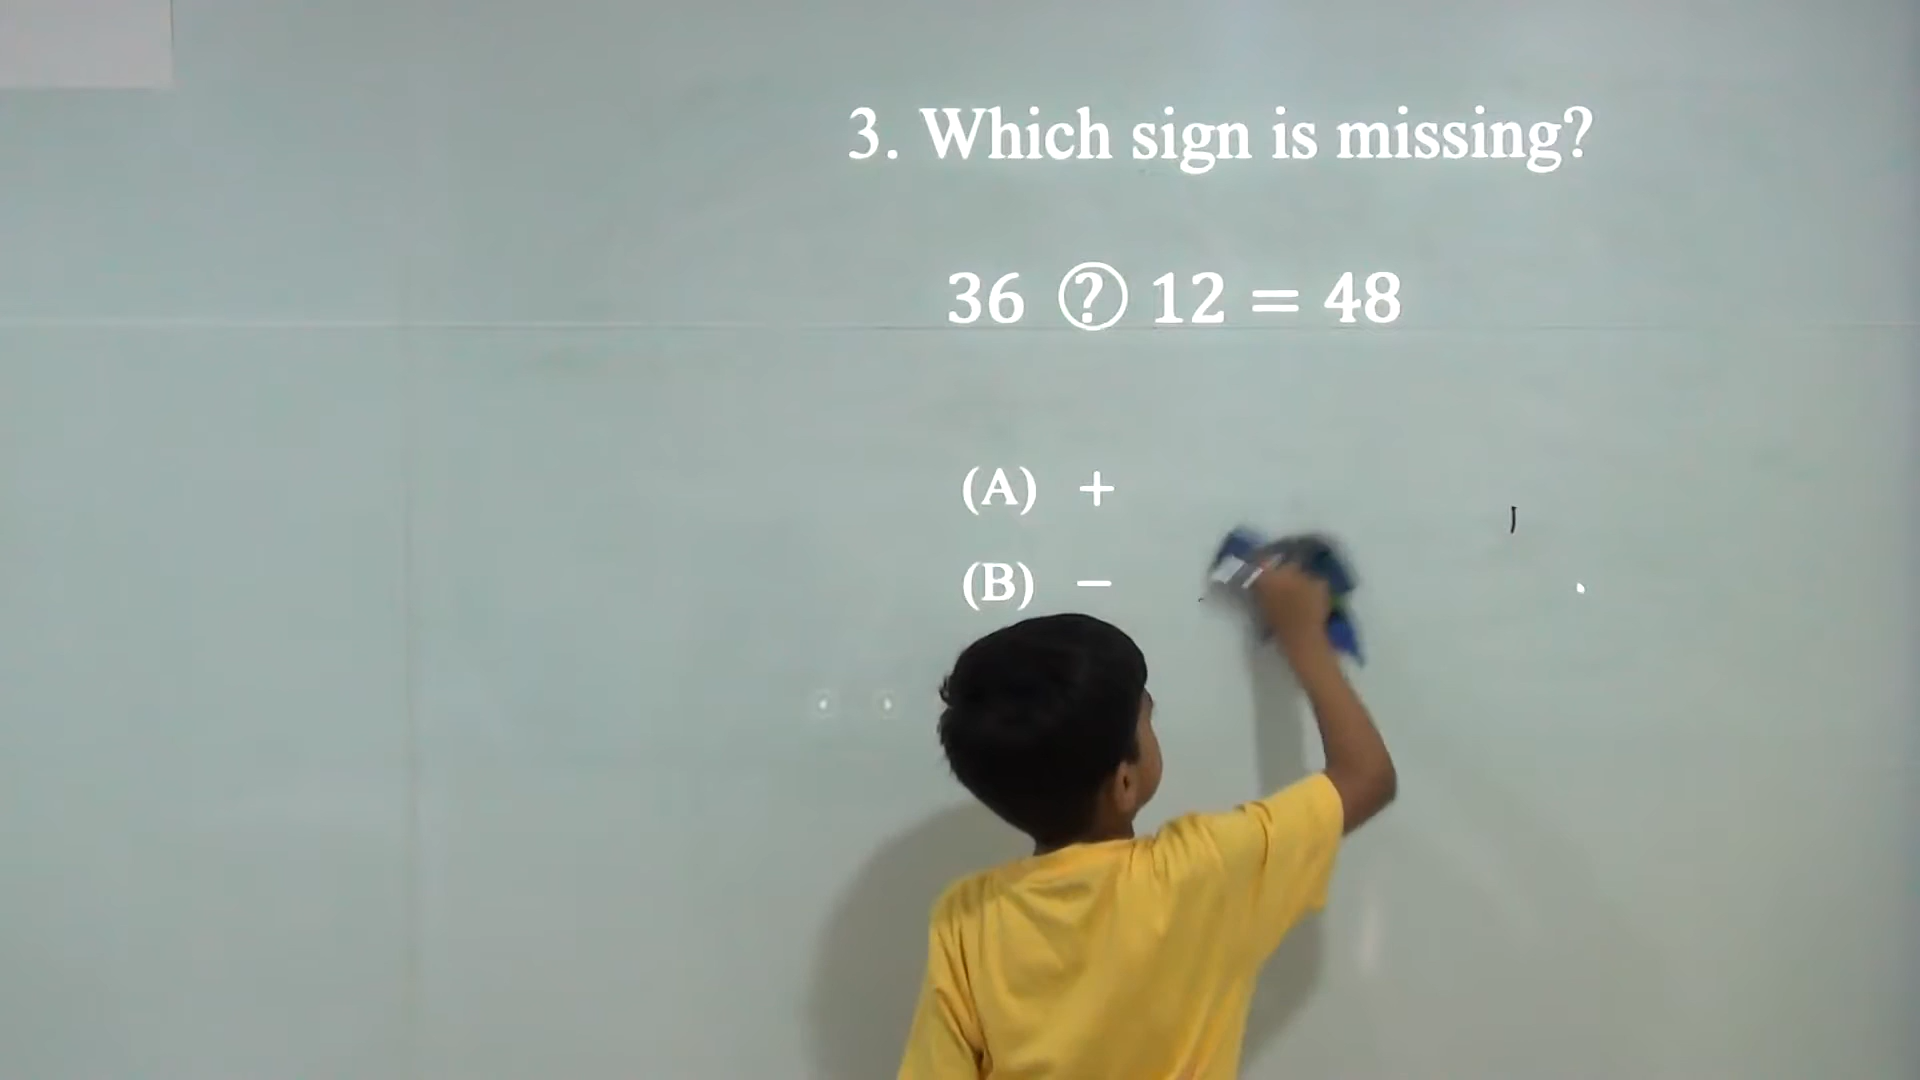 3. Which sign is missing?
36 ? 12 = 48
(A) +
(B) −